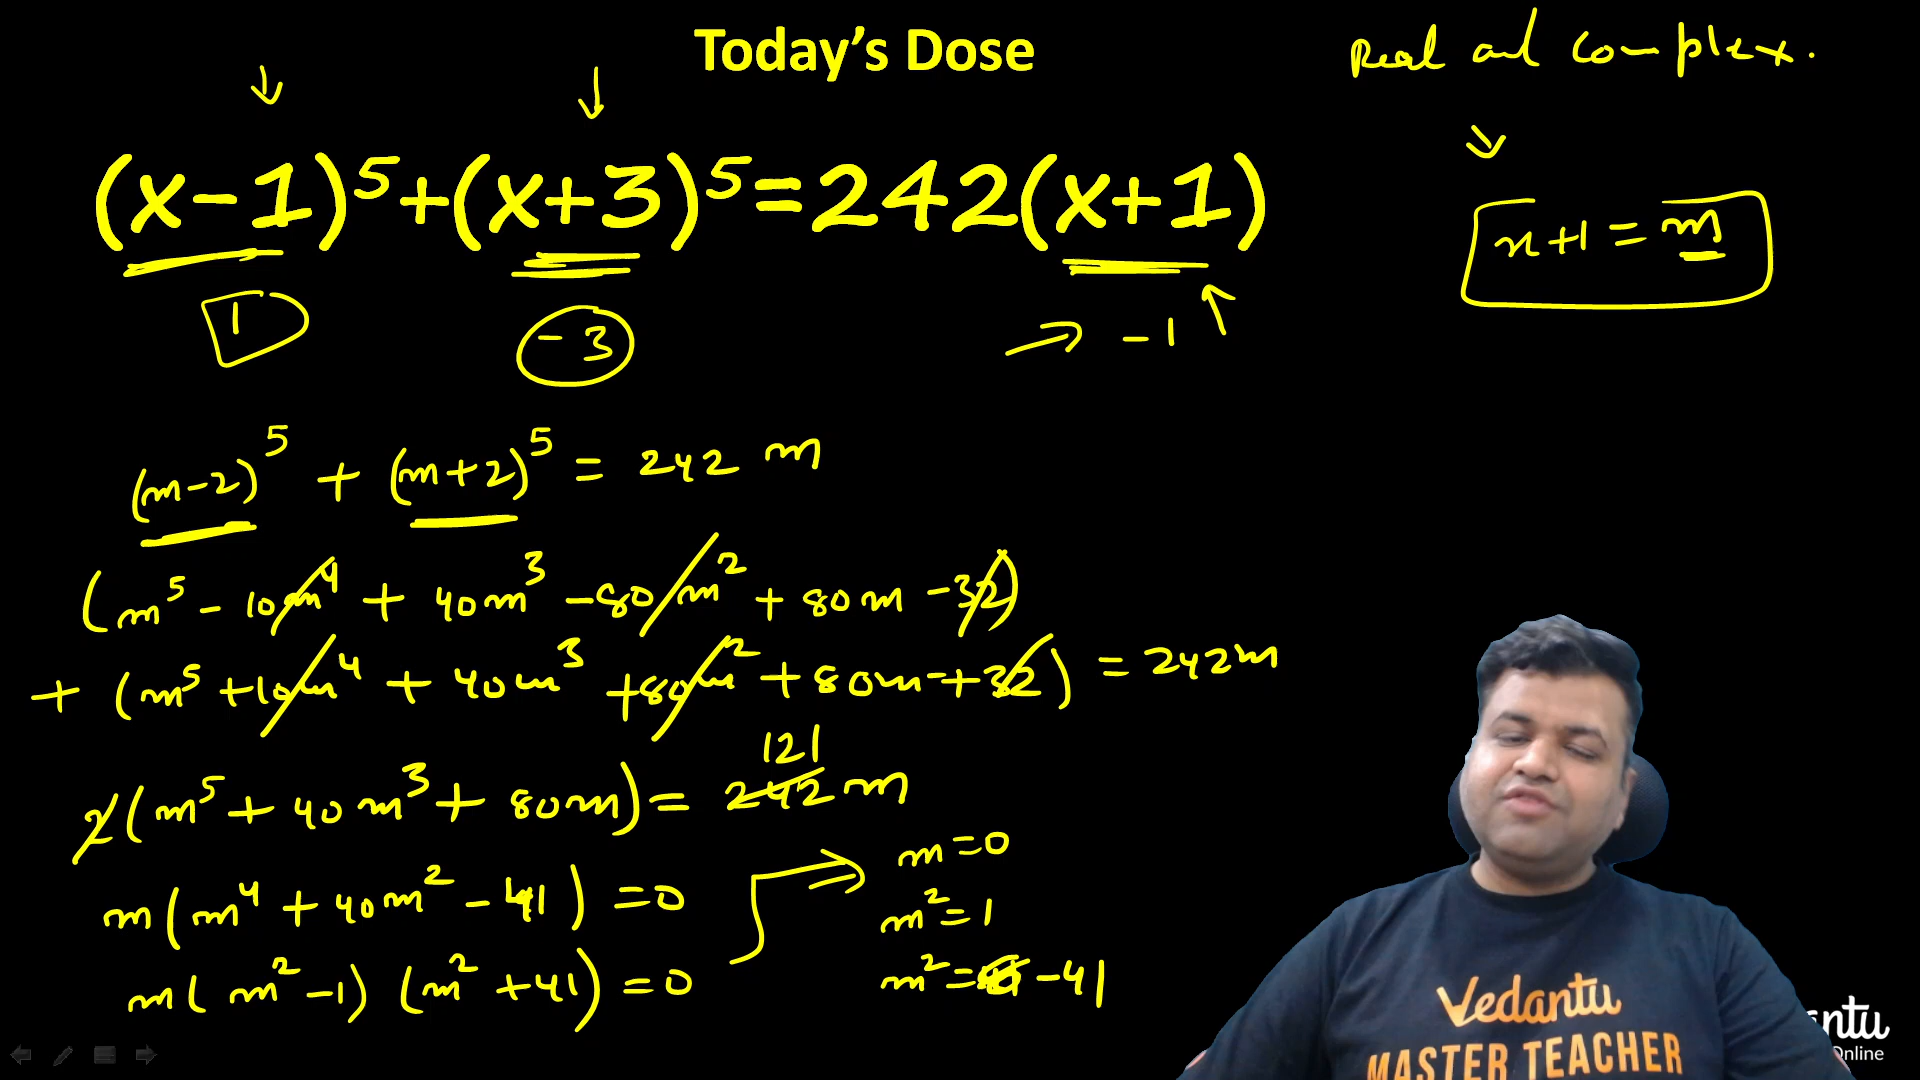 Today's Dose
Real and complex.
(x-1)⁵+(x+3)⁵=242(x+1)
x+1 = m
1
-3
-1
(m-2)⁵ + (m+2)⁵ = 242 m
(m⁵ - 10m⁴ + 40m³ - 80m² + 80m - 32)
+ (m⁵ + 10m⁴ + 40m³ + 80m² + 80m + 32) = 242m
121
2(m⁵ + 40m³ + 80m) = 242 m
m(m⁴ + 40m² - 41) = 0
m(m²-1)(m²+41) = 0
m = 0
m² = 1
m² = -41
Vedantu
MASTER TEACHER
antu
Online